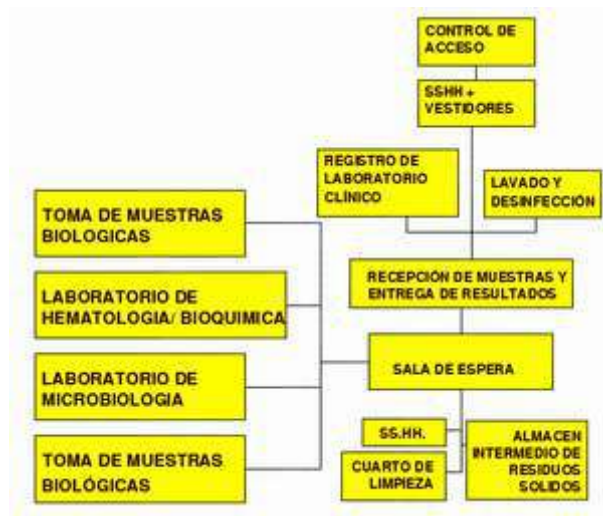 CONTROL DE
ACCESO
SSHH +
VESTIDORES
REGISTRO DE
LABORATORIO
CLÍNICO
LAVADO Y
DESINFECCIÓN
TOMA DE MUESTRAS
BIOLOGICAS
RECEPCIÓN DE MUESTRAS Y
ENTREGA DE RESULTADOS
LABORATORIO DE
HEMATOLOGIA/ BIOQUIMICA
SALA DE ESPERA
LABORATORIO DE
MICROBIOLOGIA
SS.HH.
ALMACEN
INTERMEDIO DE
RESIDUOS
SOLIDOS
CUARTO DE
LIMPIEZA
TOMA DE MUESTRAS
BIOLÓGICAS